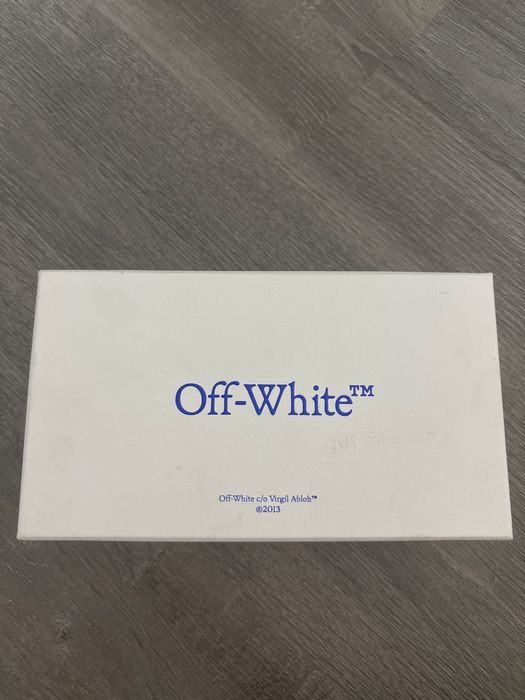 Off-White™
Off-White c/o Virgil Abloh™
©2013